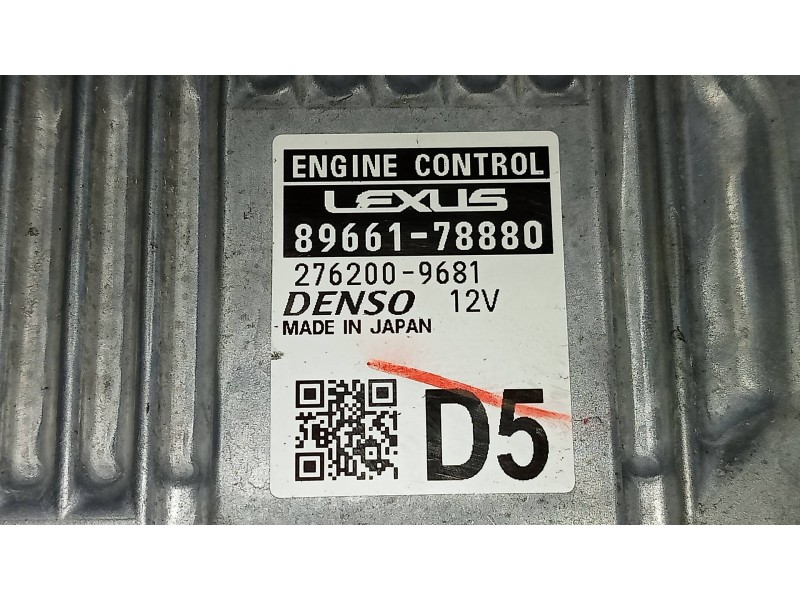 ENGINE CONTROL
LEXUS
89661-78880
276200-9681
DENSO 12V
MADE IN JAPAN
D5